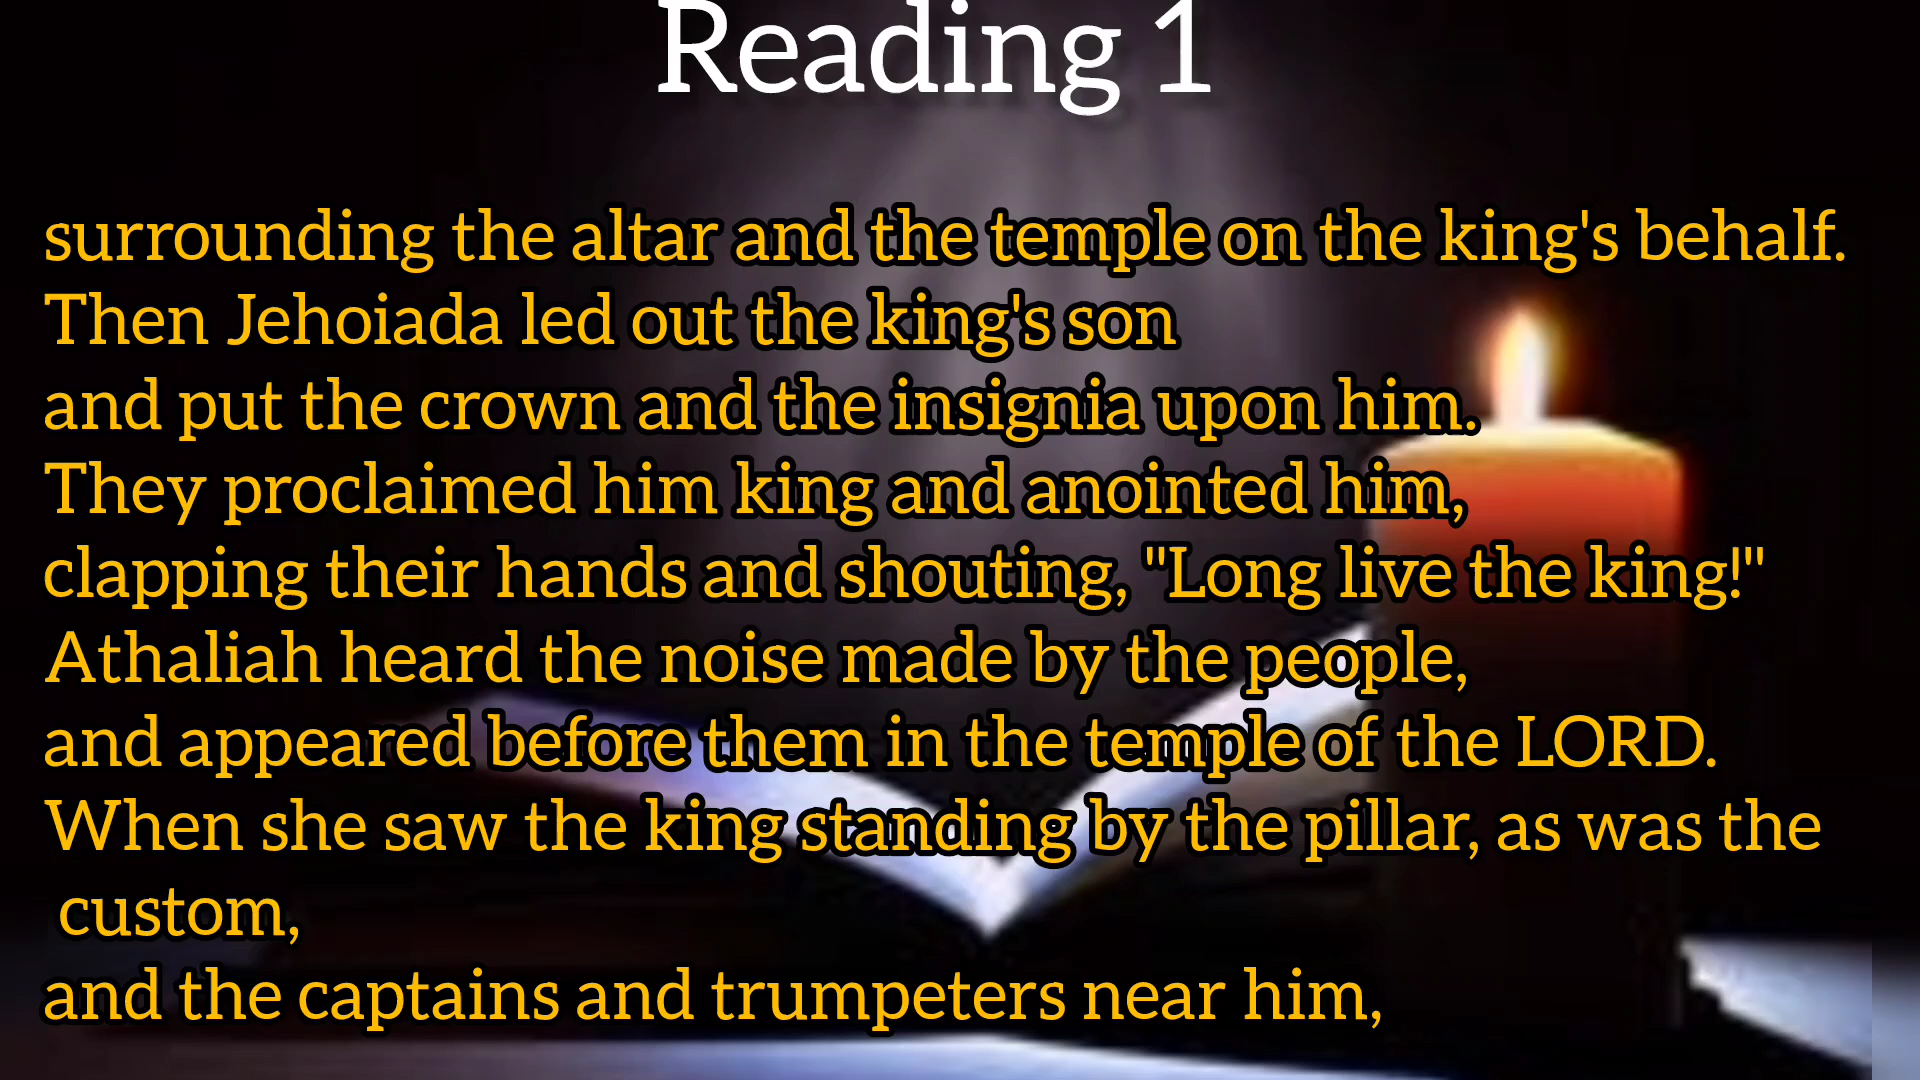 Reading 1
surrounding the altar and the temple on the king's behalf.
Then Jehoiada led out the king's son
and put the crown and the insignia upon him.
They proclaimed him king and anointed him,
clapping their hands and shouting, "Long live the king!"
Athaliah heard the noise made by the people,
and appeared before them in the temple of the LORD.
When she saw the king standing by the pillar, as was the
custom,
and the captains and trumpeters near him,